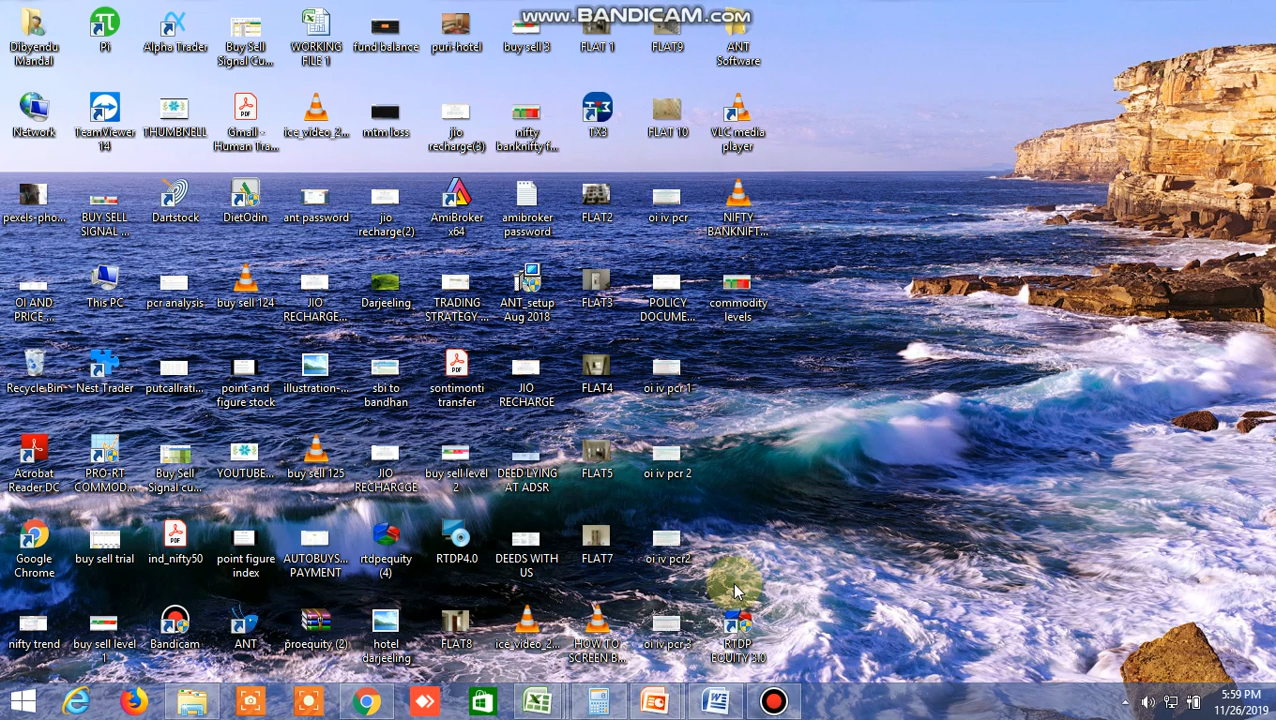 www.BANDICAM.com
Dibyendu
Mandal
Pi
Alpha Trader
Buy Sell
Signal Cu...
WORKING
FILE 1
fund balance
puri-hotel
buy sell 3
FLAT 1
FLAT9
ANT
Software
Network
TeamViewer
14
THUMBNELL
Gmail -
Human Tra...
ice_video_2...
mtm loss
jio
recharge(3)
nifty
banknifty f...
TX3
FLAT 10
VLC media
player
pexels-pho...
BUY SELL
SIGNAL ...
Dartstock
DietOdin
ant password
jio
recharge(2)
AmiBroker
x64
amibroker
password
FLAT2
oi iv pcr
NIFTY
BANKNIFT...
OI AND
PRICE -...
This PC
pcr analysis
buy sell 124
JIO
RECHARGE...
Darjeeling
TRADING
STRATEGY-...
ANT_setup
Aug 2018
FLAT3
POLICY
DOCUME...
commodity
levels
Recycle Bin
Nest Trader
putcallrati...
point and
figure stock
illustration-...
sbi to
bandhan
sontimonti
transfer
JIO
RECHARGE
FLAT4
oi iv pcr 1
Acrobat
Reader DC
PRO-RT
COMMOD...
Buy Sell
Signal cu...
YOUTUBE...
buy sell 125
JIO
RECHARCGE
buy sell level
2
DEED LYING
AT ADSR
FLAT5
oi iv pcr 2
Google
Chrome
buy sell trial
ind_nifty50
point figure
index
AUTOBUYS...
PAYMENT
rtdpequity
(4)
RTDP4.0
DEEDS WITH
US
FLAT7
oi iv pcr2
nifty trend
buy sell level
1
Bandicam
ANT
proequity (2)
hotel
darjeeling
FLAT8
ice_video_2...
HOW TO
SCREEN B...
oi iv pcr 3
RTDP
EQUITY 3.0
5:59 PM
11/26/2019